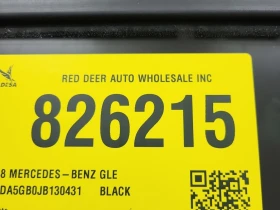 RED DEER AUTO WHOLESALE INC
826215
8 MERCEDES-BENZ GLE
DA5GB0JB130431 BLACK